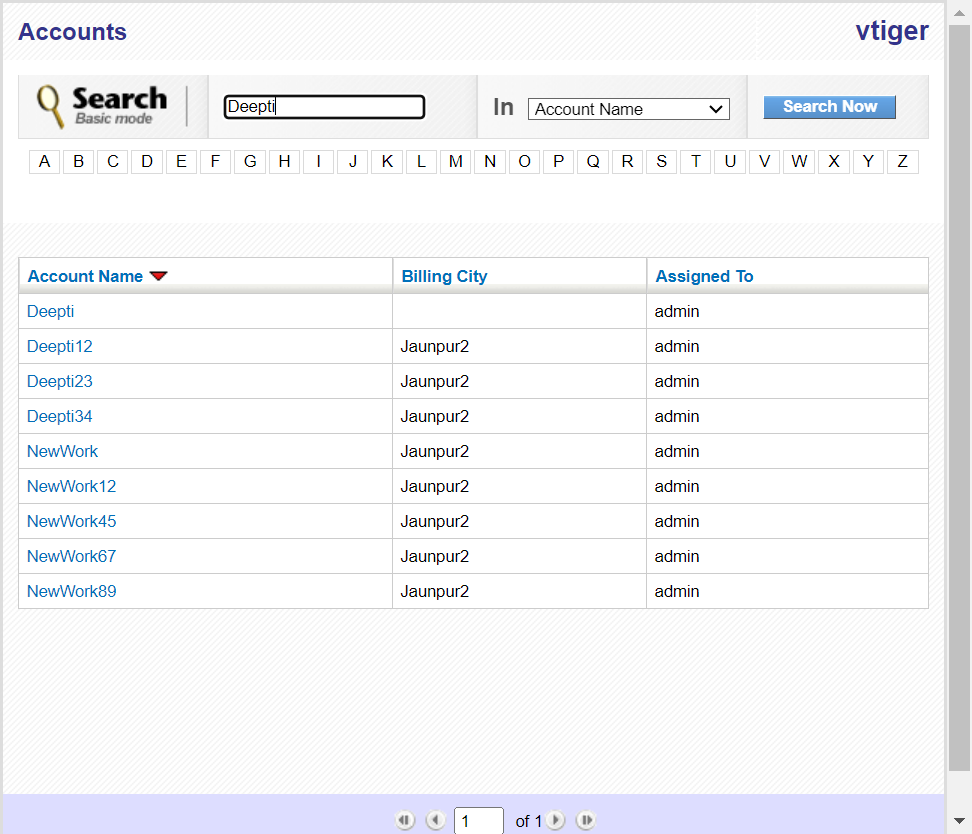 Accounts vtiger
Search
Basic mode
Deepti In Account Name Search Now
A B C D E F G H I J K L M N O P Q R S T U V W X Y Z
Account Name Billing City Assigned To
Deepti admin
Deepti12 Jaunpur2 admin
Deepti23 Jaunpur2 admin
Deepti34 Jaunpur2 admin
NewWork Jaunpur2 admin
NewWork12 Jaunpur2 admin
NewWork45 Jaunpur2 admin
NewWork67 Jaunpur2 admin
NewWork89 Jaunpur2 admin
1 of 1